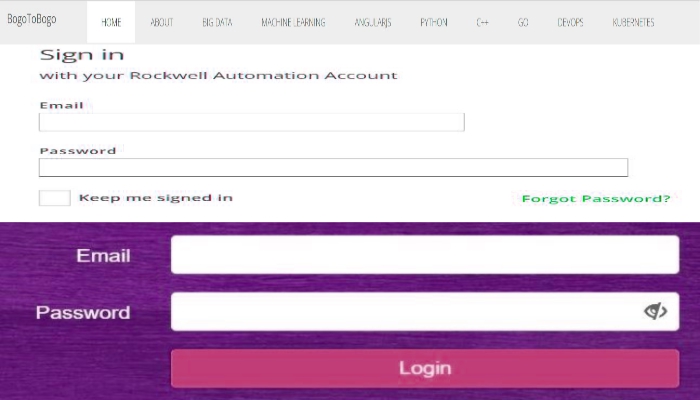 BogoToBogo HOME ABOUT BIG DATA MACHINE LEARNING ANGULARJS PYTHON C++ GO DEVOPS KUBERNETES
Sign in
with your Rockwell Automation Account
Email
Password
Keep me signed in Forgot Password?
Email
Password
Login